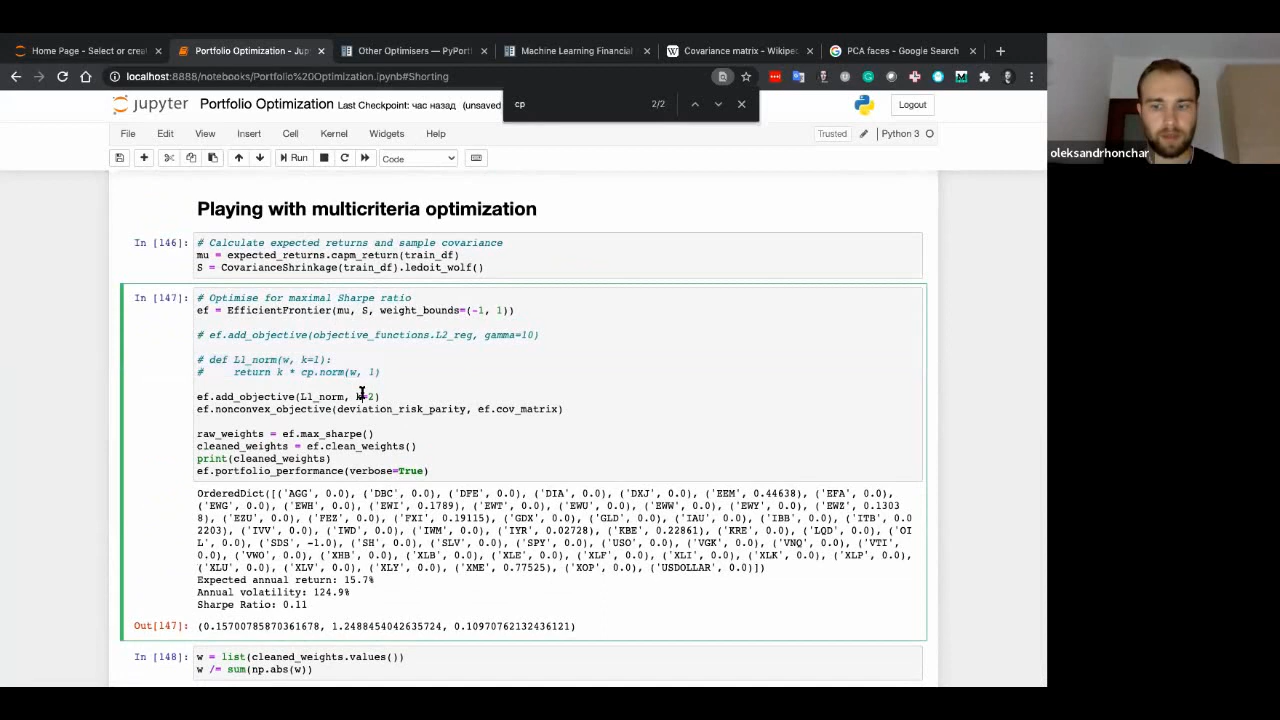 Home Page - Select or crea
Portfolio Optimization - Jup
Other Optimisers — PyPort
Machine Learning Financial
Covariance matrix - Wikiped
PCA faces - Google Search
localhost:8888/notebooks/Portfolio%20Optimization.ipynb#Shorting
cp 2/2
jupyter Portfolio Optimization Last Checkpoint: час назад (unsaved
Logout
File Edit View Insert Cell Kernel Widgets Help
Trusted Python 3
Run Code
oleksandrhonchar
Playing with multicriteria optimization
In [146]: # Calculate expected returns and sample covariance
mu = expected_returns.capm_return(train_df)
S = CovarianceShrinkage(train_df).ledoit_wolf()
In [147]: # Optimise for maximal Sharpe ratio
ef = EfficientFrontier(mu, S, weight_bounds=(-1, 1))
# ef.add_objective(objective_functions.L2_reg, gamma=10)
# def L1_norm(w, k=1):
#     return k * cp.norm(w, 1)
ef.add_objective(L1_norm, k=2)
ef.nonconvex_objective(deviation_risk_parity, ef.cov_matrix)
raw_weights = ef.max_sharpe()
cleaned_weights = ef.clean_weights()
print(cleaned_weights)
ef.portfolio_performance(verbose=True)
OrderedDict([('AGG', 0.0), ('DBC', 0.0), ('DFE', 0.0), ('DIA', 0.0), ('DXJ', 0.0), ('EEM', 0.44638), ('EFA', 0.0),
('EWG', 0.0), ('EWH', 0.0), ('EWI', 0.1789), ('EWT', 0.0), ('EWU', 0.0), ('EWW', 0.0), ('EWY', 0.0), ('EWZ', 0.1303
8), ('EZU', 0.0), ('FEZ', 0.0), ('FXI', 0.19115), ('GDX', 0.0), ('GLD', 0.0), ('IAU', 0.0), ('IBB', 0.0), ('ITB', 0.0
2203), ('IVV', 0.0), ('IWD', 0.0), ('IWM', 0.0), ('IYR', 0.02728), ('KBE', 0.22861), ('KRE', 0.0), ('LQD', 0.0), ('OI
L', 0.0), ('SDS', -1.0), ('SH', 0.0), ('SLV', 0.0), ('SPY', 0.0), ('USO', 0.0), ('VGK', 0.0), ('VNQ', 0.0), ('VTI',
0.0), ('VWO', 0.0), ('XHB', 0.0), ('XLB', 0.0), ('XLE', 0.0), ('XLF', 0.0), ('XLI', 0.0), ('XLK', 0.0), ('XLP', 0.0),
('XLU', 0.0), ('XLV', 0.0), ('XLY', 0.0), ('XME', 0.77525), ('XOP', 0.0), ('USDOLLAR', 0.0)])
Expected annual return: 15.7%
Annual volatility: 124.9%
Sharpe Ratio: 0.11
Out[147]: (0.15700785870361678, 1.2488454042635724, 0.10970762132436121)
In [148]: w = list(cleaned_weights.values())
w /= sum(np.abs(w))